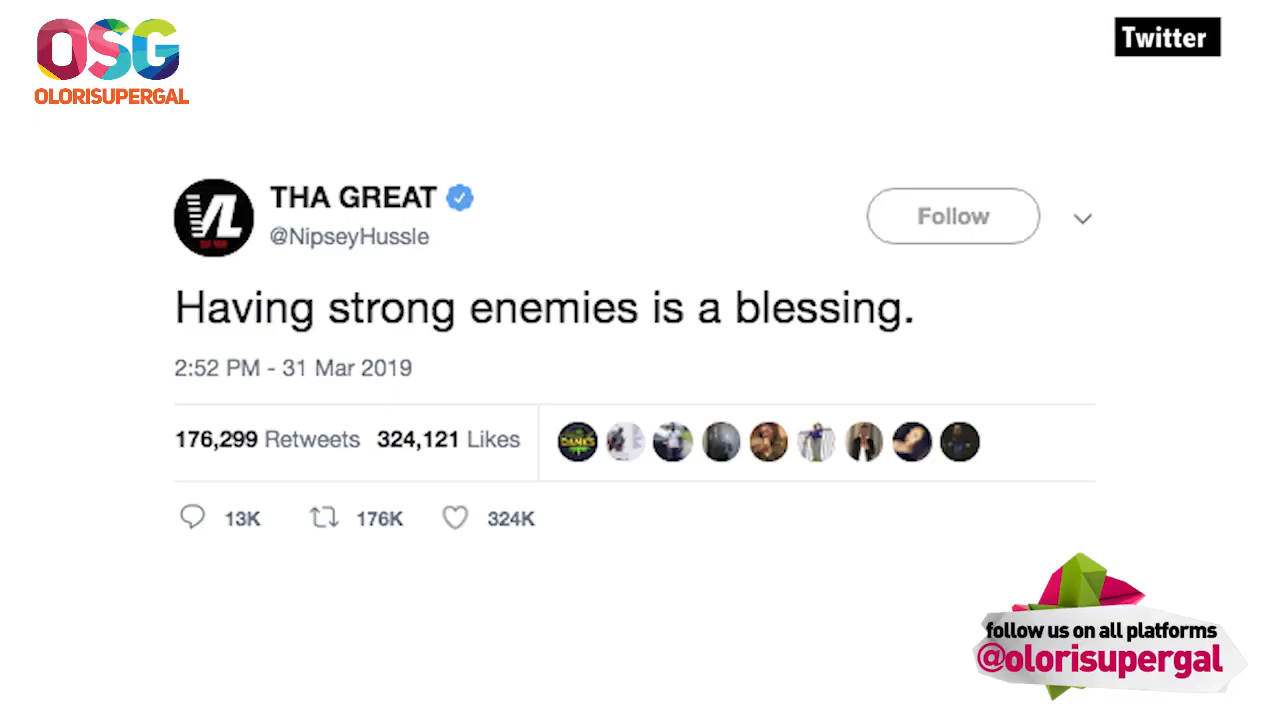 OSG
OLORISUPERGAL
Twitter
THA GREAT
@NipseyHussle
Follow
Having strong enemies is a blessing.
2:52 PM - 31 Mar 2019
176,299 Retweets 324,121 Likes
DANKS
13K 176K 324K
follow us on all platforms
@olorisupergal